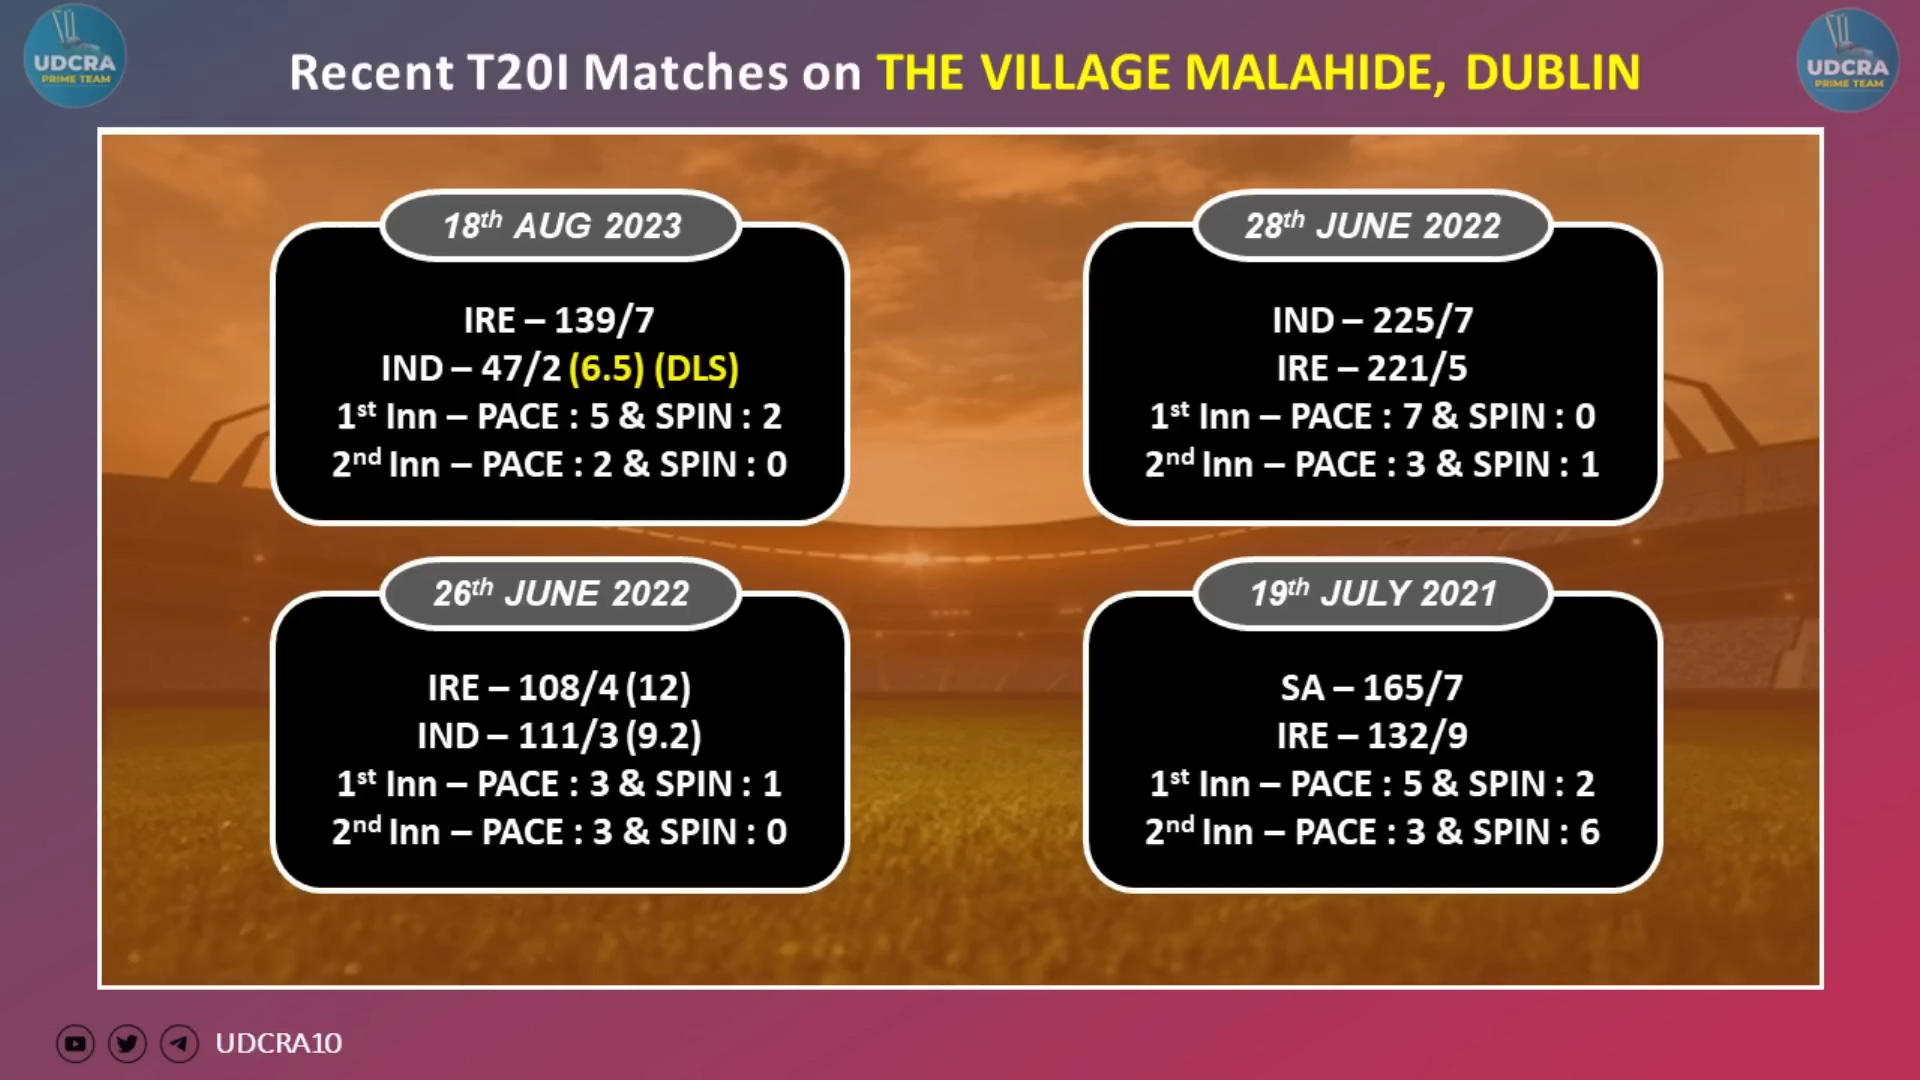 UDCRA
PRIME TEAM
Recent T20I Matches on THE VILLAGE MALAHIDE, DUBLIN
UDCRA
PRIME TEAM
18th AUG 2023
IRE – 139/7
IND – 47/2 (6.5) (DLS)
1st Inn – PACE : 5 & SPIN : 2
2nd Inn – PACE : 2 & SPIN : 0
28th JUNE 2022
IND – 225/7
IRE – 221/5
1st Inn – PACE : 7 & SPIN : 0
2nd Inn – PACE : 3 & SPIN : 1
26th JUNE 2022
IRE – 108/4 (12)
IND – 111/3 (9.2)
1st Inn – PACE : 3 & SPIN : 1
2nd Inn – PACE : 3 & SPIN : 0
19th JULY 2021
SA – 165/7
IRE – 132/9
1st Inn – PACE : 5 & SPIN : 2
2nd Inn – PACE : 3 & SPIN : 6
UDCRA10